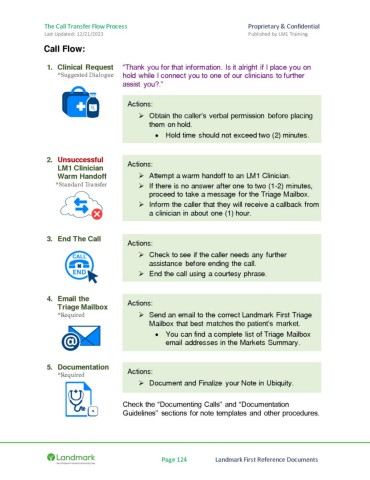 The Call Transfer Flow Process Proprietary & Confidential
Last Updated: 12/21/2023 Published by LM1 Training
Call Flow:
1. Clinical Request
*Suggested Dialogue
“Thank you for that information. Is it alright if I place you on
hold while I connect you to one of our clinicians to further
assist you?.”
Actions:
➢ Obtain the caller’s verbal permission before placing
them on hold.
• Hold time should not exceed two (2) minutes.
2. Unsuccessful
LM1 Clinician
Warm Handoff
*Standard Transfer
Actions:
➢ Attempt a warm handoff to an LM1 Clinician.
➢ If there is no answer after one to two (1-2) minutes,
proceed to take a message for the Triage Mailbox.
➢ Inform the caller that they will receive a callback from
a clinician in about one (1) hour.
3. End The Call
CALL
END
Actions:
➢ Check to see if the caller needs any further
assistance before ending the call.
➢ End the call using a courtesy phrase.
4. Email the
Triage Mailbox
*Required
@
Actions:
➢ Send an email to the correct Landmark First Triage
Mailbox that best matches the patient’s market.
• You can find a complete list of Triage Mailbox
email addresses in the Markets Summary.
5. Documentation
*Required
Actions:
➢ Document and Finalize your Note in Ubiquity.
Check the “Documenting Calls” and “Documentation
Guidelines” sections for note templates and other procedures.
Landmark
Page 124 Landmark First Reference Documents